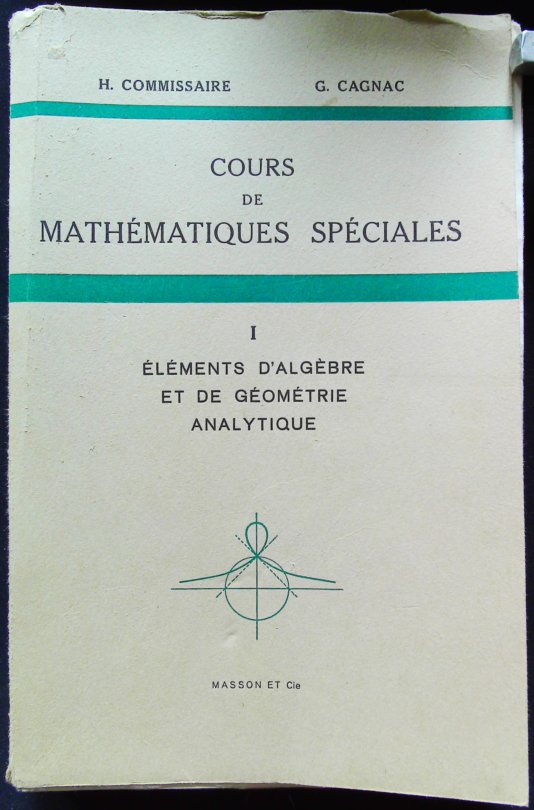 H. COMMISSAIRE G. CAGNAC
COURS
DE
MATHÉMATIQUES SPÉCIALES
I
ÉLÉMENTS D'ALGÈBRE
ET DE GÉOMÉTRIE
ANALYTIQUE
MASSON ET Cie